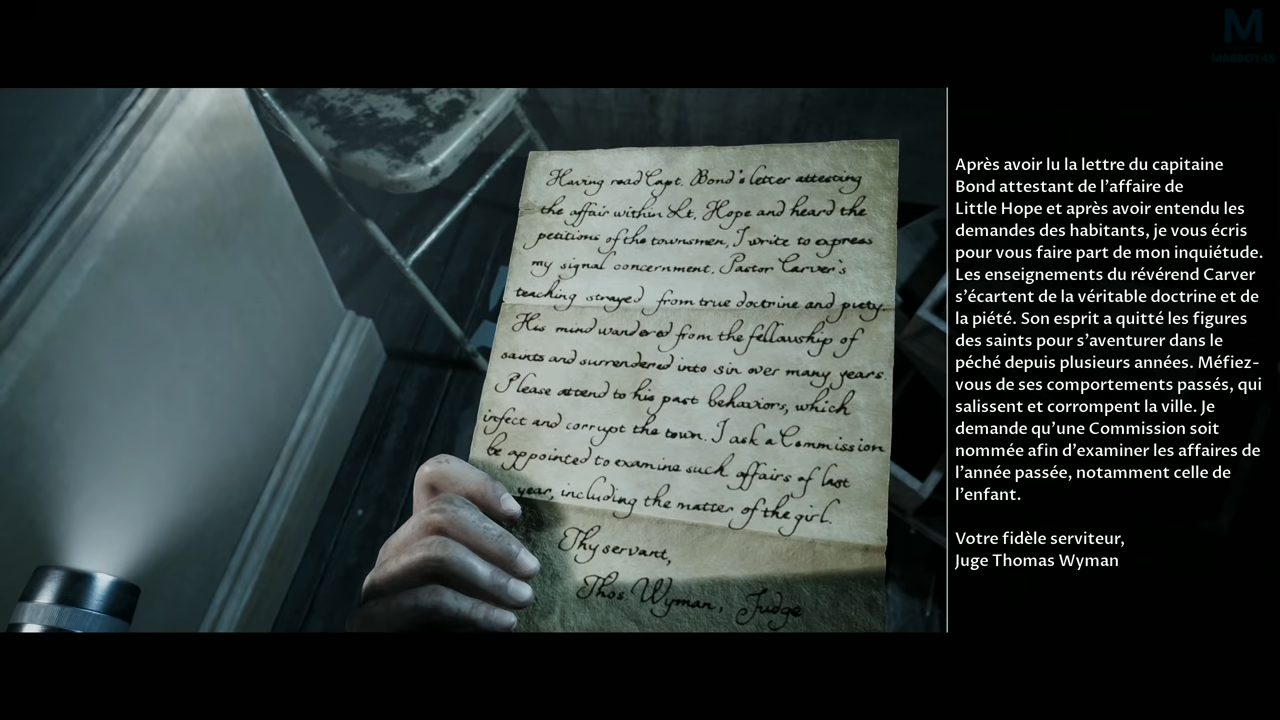 Having read Capt. Bond's letter attesting
the affair within Lt. Hope and heard the
petitions of the townsmen, I write to express
my signal concernment. Pastor Carver's
teaching strayed from true doctrine and piety.
His mind wandered from the fellowship of
saints and surrendered into sin over many years.
Please attend to his past behaviors, which
infect and corrupt the town. I ask a Commission
be appointed to examine such affairs of last
year, including the matter of the girl.
Thy servant,
Thos. Wyman, Judge
Après avoir lu la lettre du capitaine
Bond attestant de l'affaire de
Little Hope et après avoir entendu les
demandes des habitants, je vous écris
pour vous faire part de mon inquiétude.
Les enseignements du révérend Carver
s'écartent de la véritable doctrine et de
la piété. Son esprit a quitté les figures
des saints pour s'aventurer dans le
péché depuis plusieurs années. Méfiez-
vous de ses comportements passés, qui
salissent et corrompent la ville. Je
demande qu'une Commission soit
nommée afin d'examiner les affaires de
l'année passée, notamment celle de
l'enfant.
Votre fidèle serviteur,
Juge Thomas Wyman
M